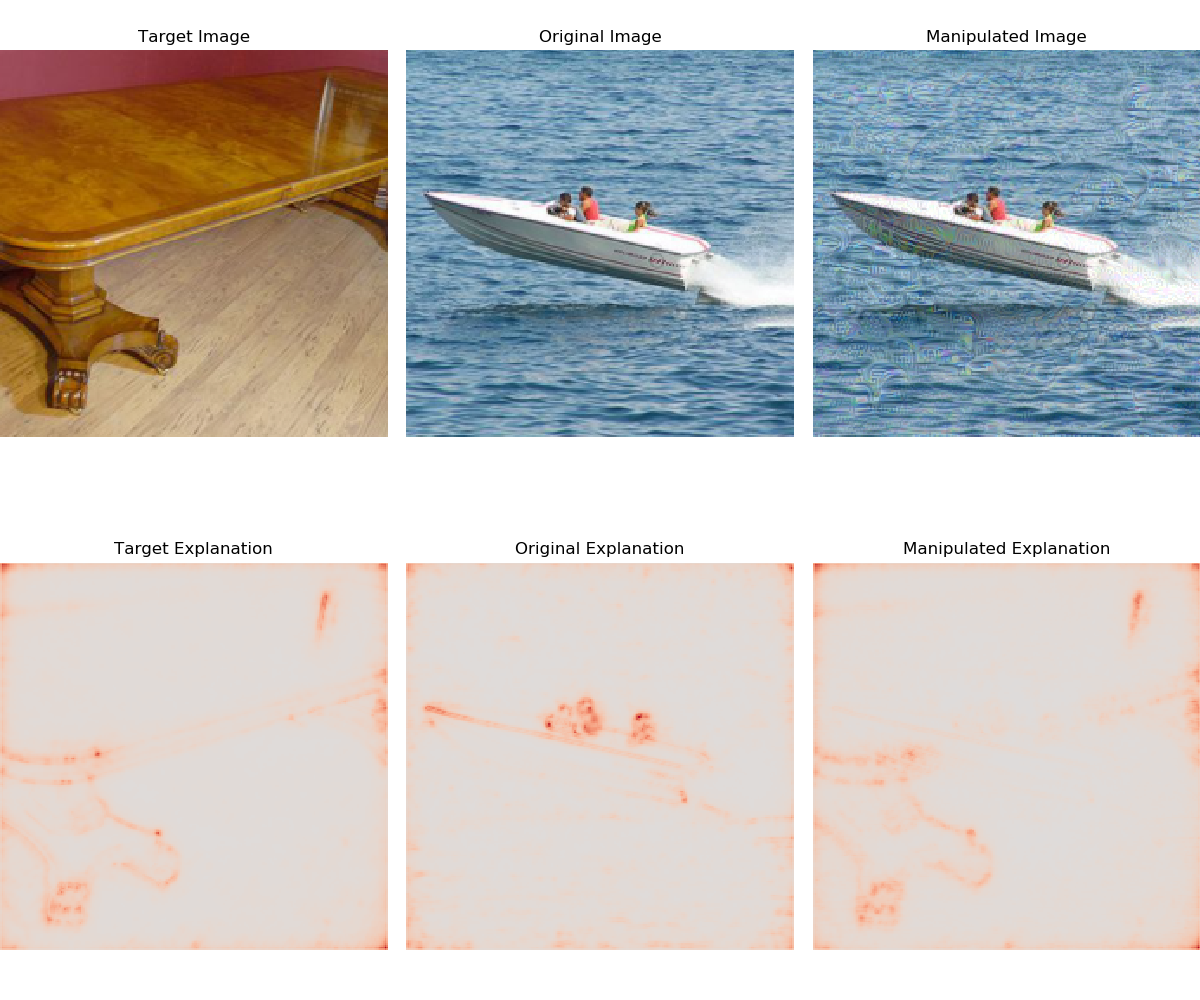 Target Image
Original Image
Manipulated Image
Target Explanation
Original Explanation
Manipulated Explanation